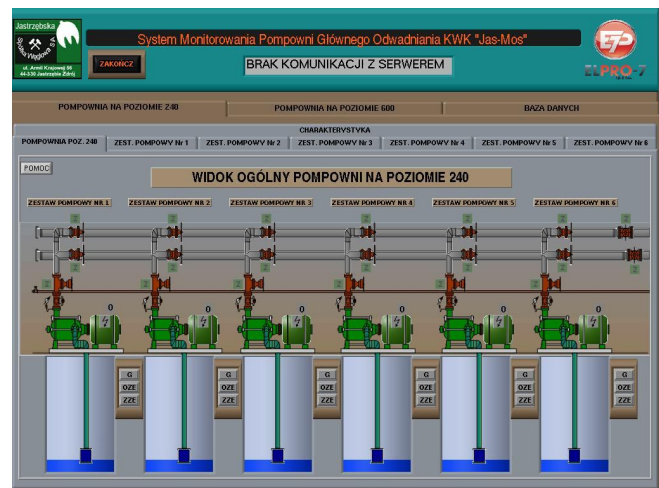 Jastrzębska
Spółka Węglowa S.A.
ul. Armii Krajowej 56
44-330 Jastrzębie Zdrój
System Monitorowania Pompowni Głównego Odwadniania KWK "Jas-Mos"
ZAKOŃCZ
BRAK KOMUNIKACJI Z SERWEREM
ELPRO-7
POMPOWNIA NA POZIOMIE 240
POMPOWNIA NA POZIOMIE 600
BAZA DANYCH
CHARAKTERYSTYKA
POMPOWNIA POZ. 240
ZEST. POMPOWY Nr 1
ZEST. POMPOWY Nr 2
ZEST. POMPOWY Nr 3
ZEST. POMPOWY Nr 4
ZEST. POMPOWY Nr 5
ZEST. POMPOWY Nr 6
POMOC
WIDOK OGÓLNY POMPOWNI NA POZIOMIE 240
ZESTAW POMPOWY NR 1
ZESTAW POMPOWY NR 2
ZESTAW POMPOWY NR 3
ZESTAW POMPOWY NR 4
ZESTAW POMPOWY NR 5
ZESTAW POMPOWY NR 6
Z Z Z Z Z Z
Z Z Z Z Z Z Z
Z Z Z Z Z Z
0 0 0 0 0 0
G G G G G G
OZE OZE OZE OZE OZE OZE
ZZE ZZE ZZE ZZE ZZE ZZE